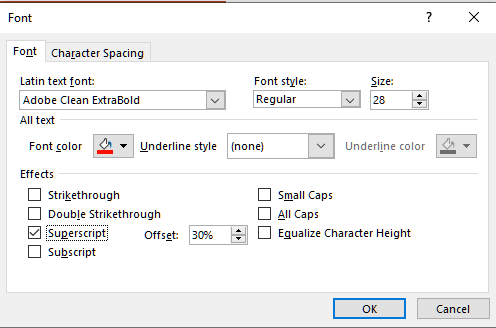 Font
?
Font Character Spacing
Latin text font: Font style: Size:
Adobe Clean ExtraBold Regular 28
All text
Font color Underline style (none) Underline color
Effects
Strikethrough Small Caps
Double Strikethrough All Caps
Superscript Offset: 30% Equalize Character Height
Subscript
OK Cancel